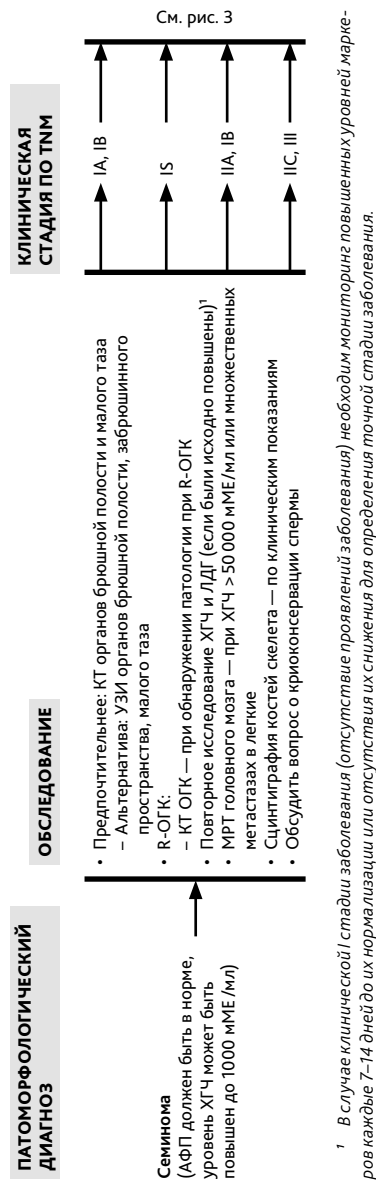 ПАТОМОРФОЛОГИЧЕСКИЙ
ДИАГНОЗ
Семинома
(АФП должен быть в норме,
уровень ХГЧ может быть
повышен до 1000 мМЕ /мл)
ОБСЛЕДОВАНИЕ
• Предпочтительнее: КТ органов брюшной полости и малого таза
– Альтернатива: УЗИ органов брюшной полости, забрюшинного
пространства, малого таза
• R-ОГК:
– КТ ОГК — при обнаружении патологии при R-ОГК
• Повторное исследование ХГЧ и ЛДГ (если были исходно повышены)¹
• МРТ головного мозга — при ХГЧ > 50 000 мМЕ/мл или множественных
метастазах в легкие
• Сцинтиграфия костей скелета — по клиническим показаниям
• Обсудить вопрос о криоконсервации спермы
КЛИНИЧЕСКАЯ
СТАДИЯ ПО TNM
IA, IB
IS
IIA, IB
IIC, III
См. рис. 3
¹ В случае клинической I стадии заболевания (отсутствие проявлений заболевания) необходим мониторинг повышенных уровней марке-
ров каждые 7–14 дней до их нормализации или отсутствия их снижения для определения точной стадии заболевания.